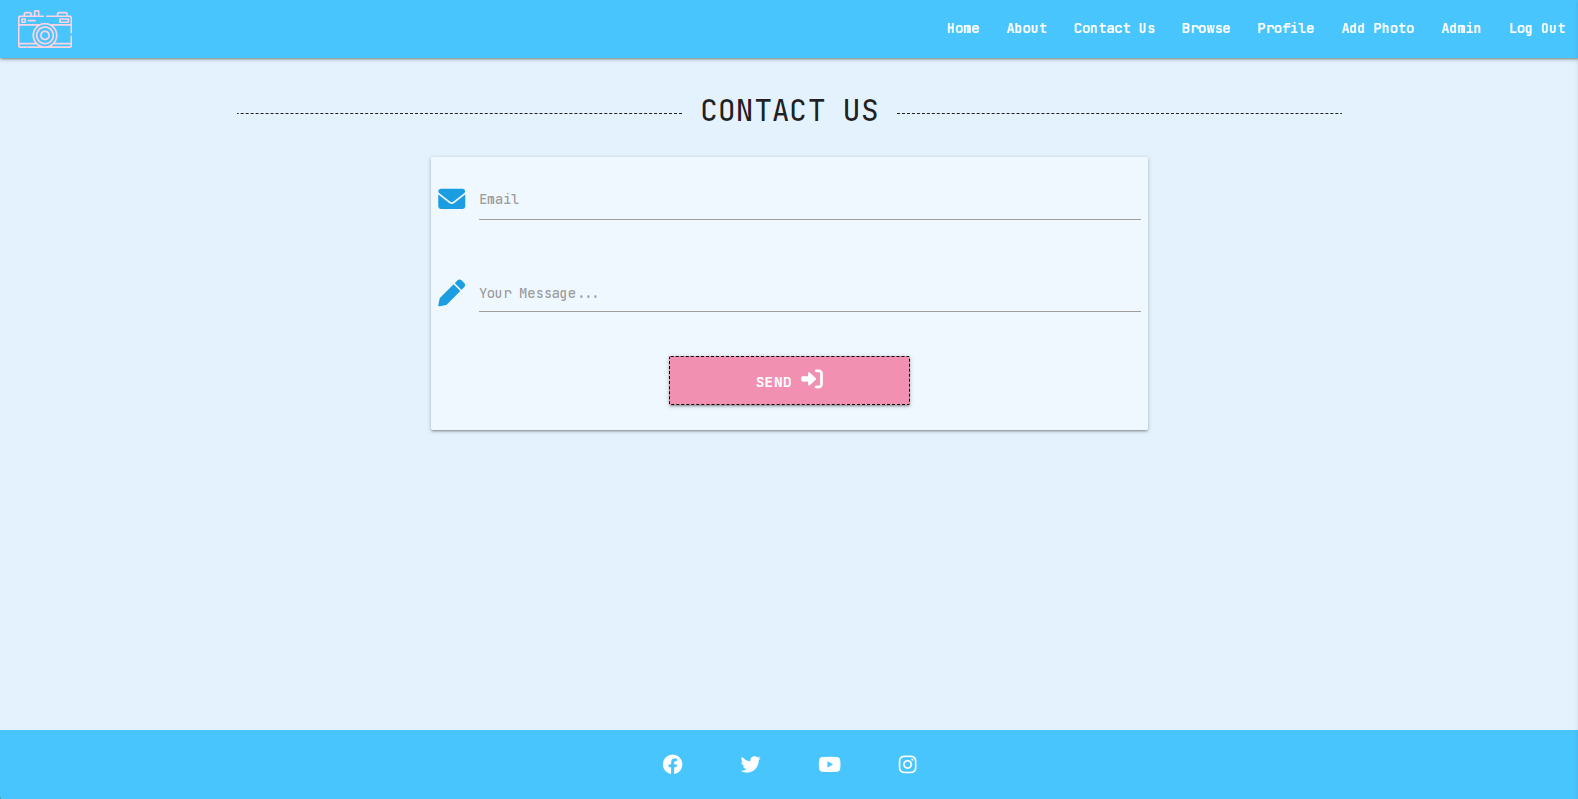 Home About Contact Us Browse Profile Add Photo Admin Log Out
CONTACT US
Email
Your Message...
SEND